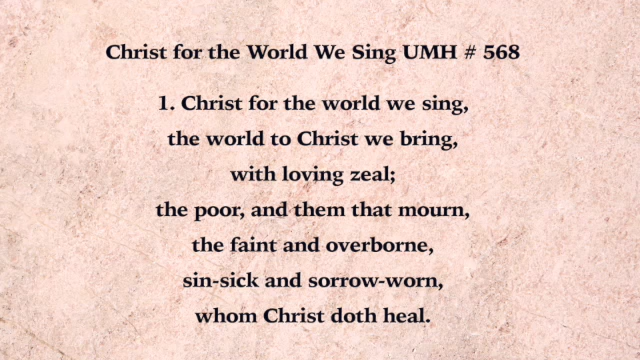 Christ for the World We Sing UMH # 568
1. Christ for the world we sing,
the world to Christ we bring,
with loving zeal;
the poor, and them that mourn,
the faint and overborne,
sin-sick and sorrow-worn,
whom Christ doth heal.